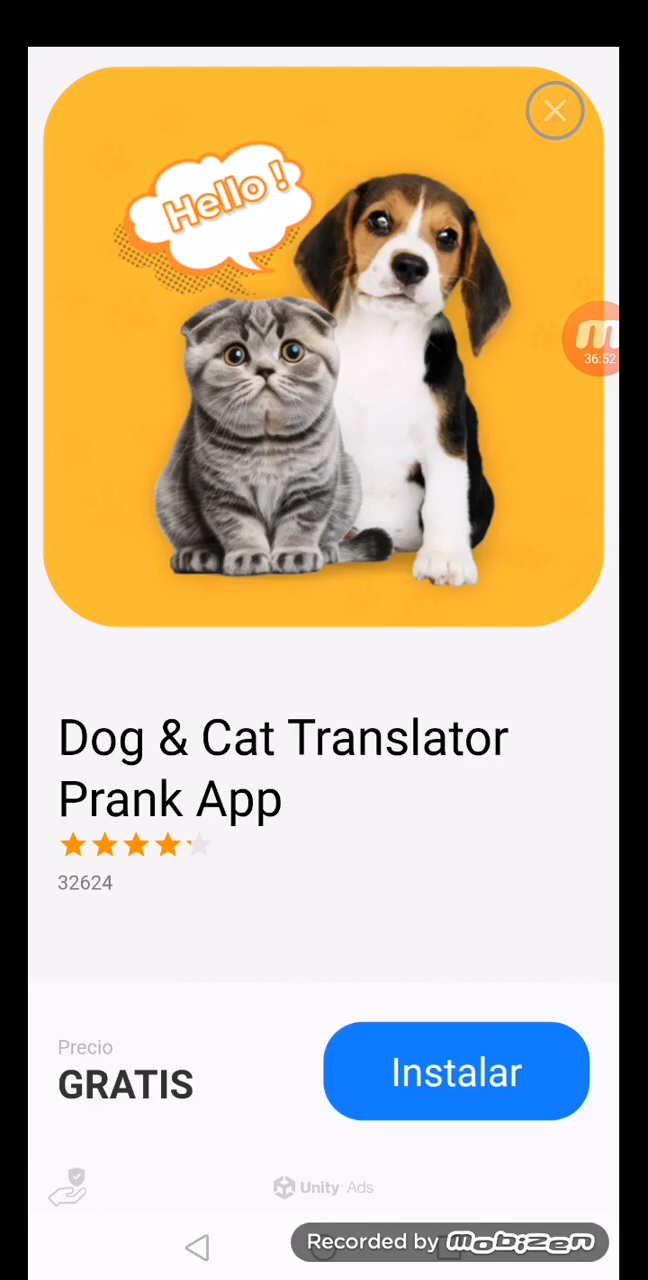 Hello !
36:52
Dog & Cat Translator
Prank App
32624
Precio
GRATIS
Instalar
Unity Ads
Recorded by mobizen